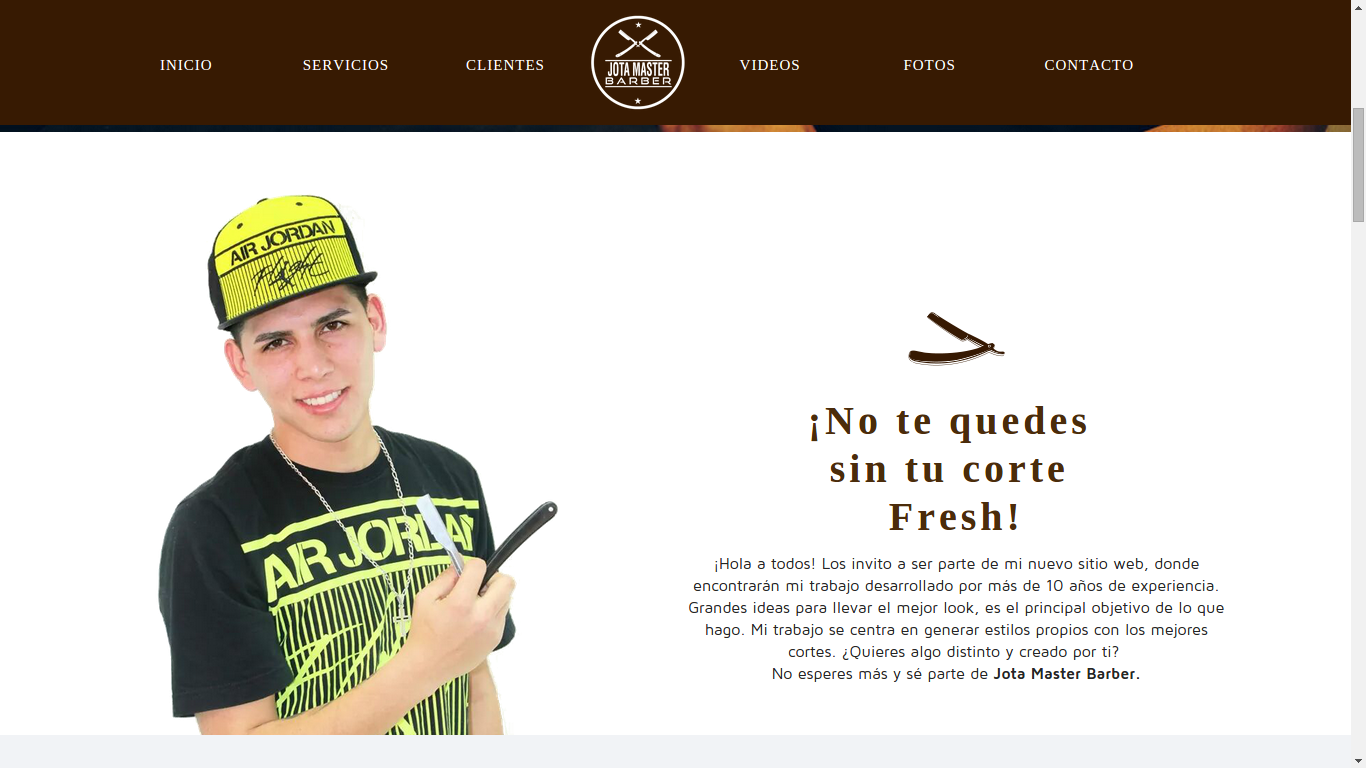 INICIO SERVICIOS CLIENTES JOTA MASTER BARBER VIDEOS FOTOS CONTACTO
AIR JORDAN
Flight
¡No te quedes
sin tu corte
Fresh!
AIR JORDAN
¡Hola a todos! Los invito a ser parte de mi nuevo sitio web, donde
encontrarán mi trabajo desarrollado por más de 10 años de experiencia.
Grandes ideas para llevar el mejor look, es el principal objetivo de lo que
hago. Mi trabajo se centra en generar estilos propios con los mejores
cortes. ¿Quieres algo distinto y creado por ti?
No esperes más y sé parte de Jota Master Barber.